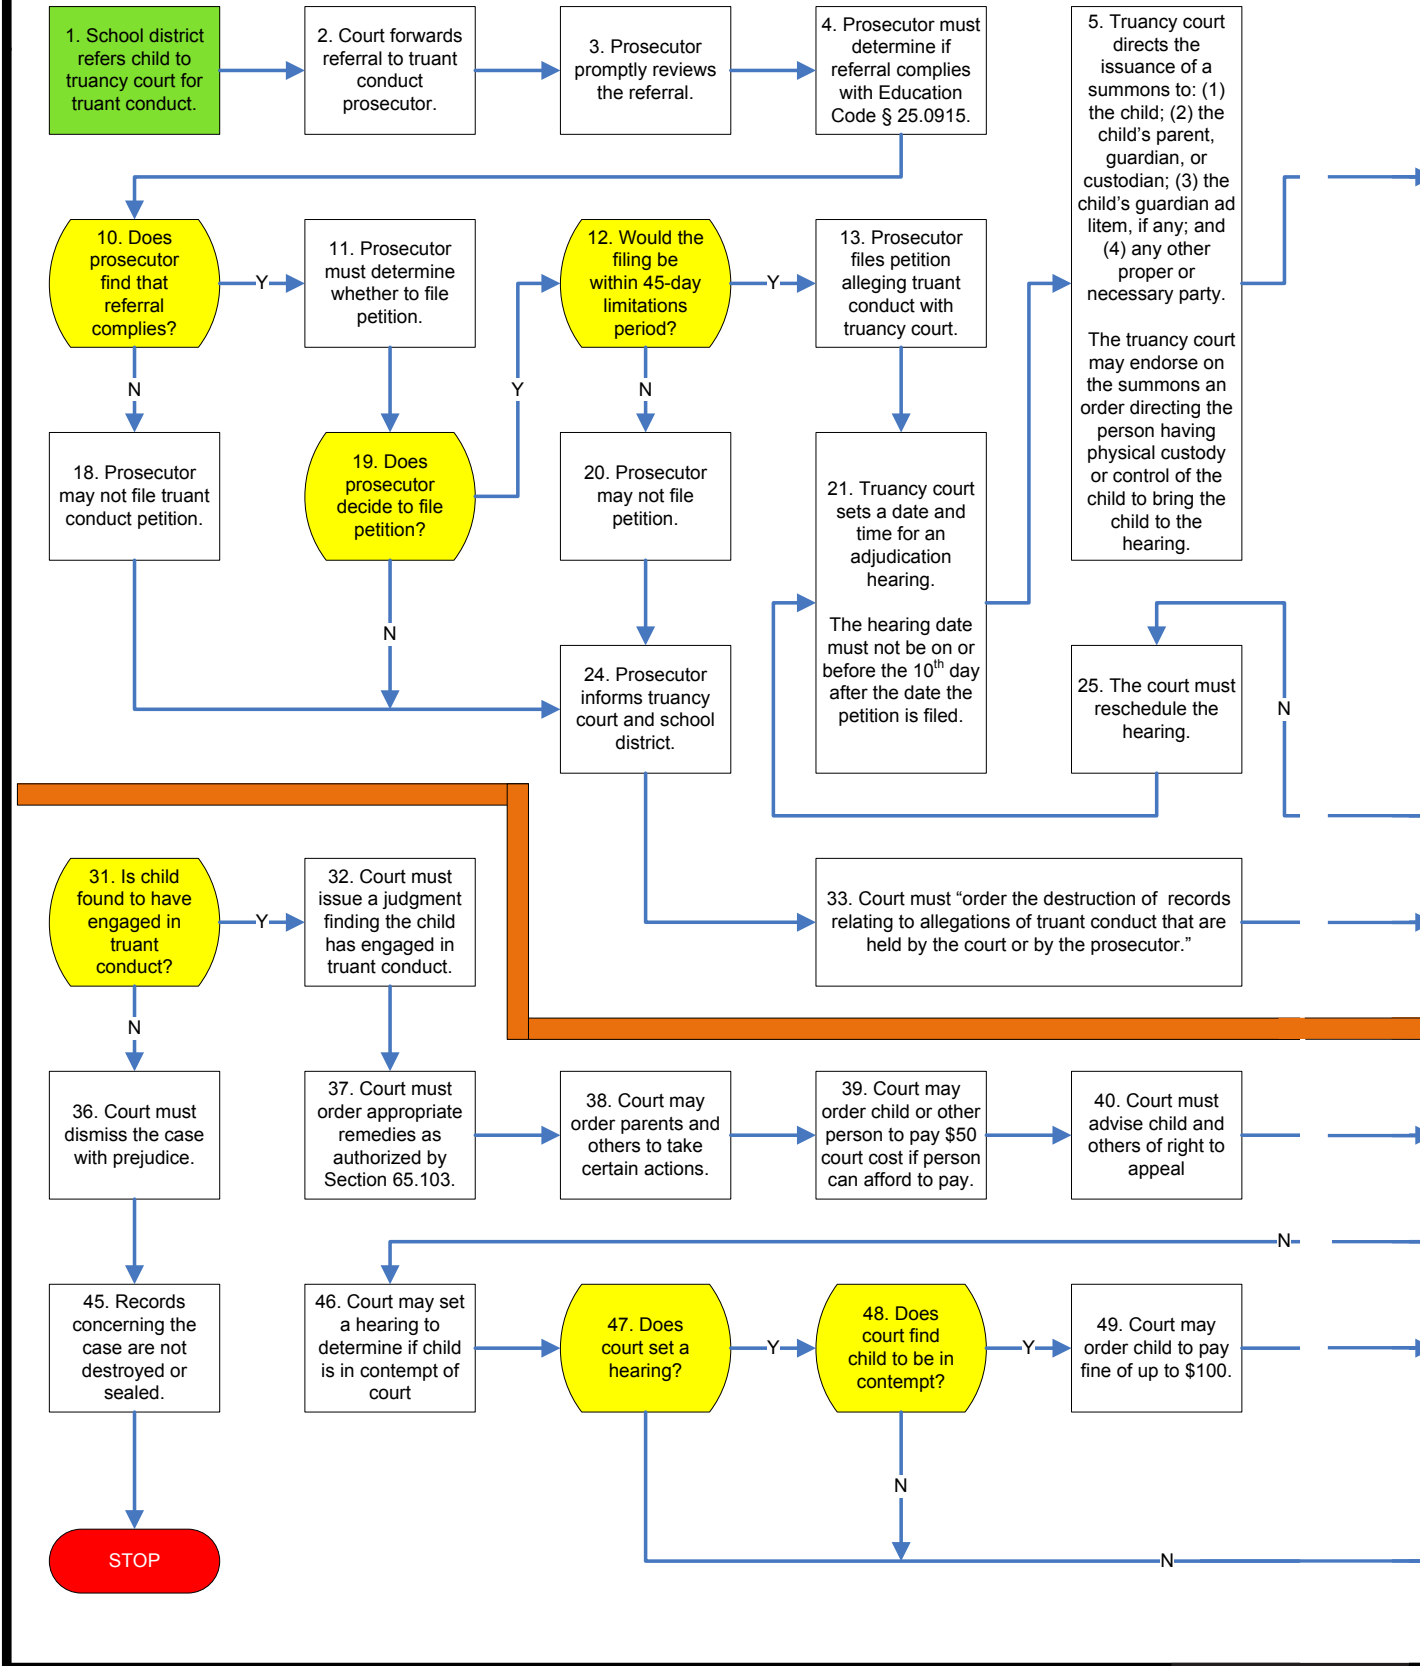 1. School district
refers child to
truancy court for
truant conduct.
2. Court forwards
referral to truant
conduct
prosecutor.
3. Prosecutor
promptly reviews
the referral.
4. Prosecutor must
determine if
referral complies
with Education
Code § 25.0915.
5. Truancy court
directs the
issuance of a
summons to: (1)
the child; (2) the
child’s parent,
guardian, or
custodian; (3) the
child’s guardian ad
litem, if any; and
(4) any other
proper or
necessary party.
The truancy court
may endorse on
the summons an
order directing the
person having
physical custody
or control of the
child to bring the
child to the
hearing.
10. Does
prosecutor
find that
referral
complies?
Y
11. Prosecutor
must determine
whether to file
petition.
12. Would the
filing be
within 45-day
limitations
period?
Y
13. Prosecutor
files petition
alleging truant
conduct with
truancy court.
N
Y
N
18. Prosecutor
may not file truant
conduct petition.
19. Does
prosecutor
decide to file
petition?
20. Prosecutor
may not file
petition.
21. Truancy court
sets a date and
time for an
adjudication
hearing.
The hearing date
must not be on or
before the 10th day
after the date the
petition is filed.
N
24. Prosecutor
informs truancy
court and school
district.
25. The court must
reschedule the
hearing.
N
31. Is child
found to have
engaged in
truant
conduct?
Y
32. Court must
issue a judgment
finding the child
has engaged in
truant conduct.
33. Court must “order the destruction of records
relating to allegations of truant conduct that are
held by the court or by the prosecutor.”
N
36. Court must
dismiss the case
with prejudice.
37. Court must
order appropriate
remedies as
authorized by
Section 65.103.
38. Court may
order parents and
others to take
certain actions.
39. Court may
order child or other
person to pay $50
court cost if person
can afford to pay.
40. Court must
advise child and
others of right to
appeal
N
45. Records
concerning the
case are not
destroyed or
sealed.
46. Court may set
a hearing to
determine if child
is in contempt of
court
47. Does
court set a
hearing?
Y
48. Does
court find
child to be in
contempt?
Y
49. Court may
order child to pay
fine of up to $100.
N
STOP
N